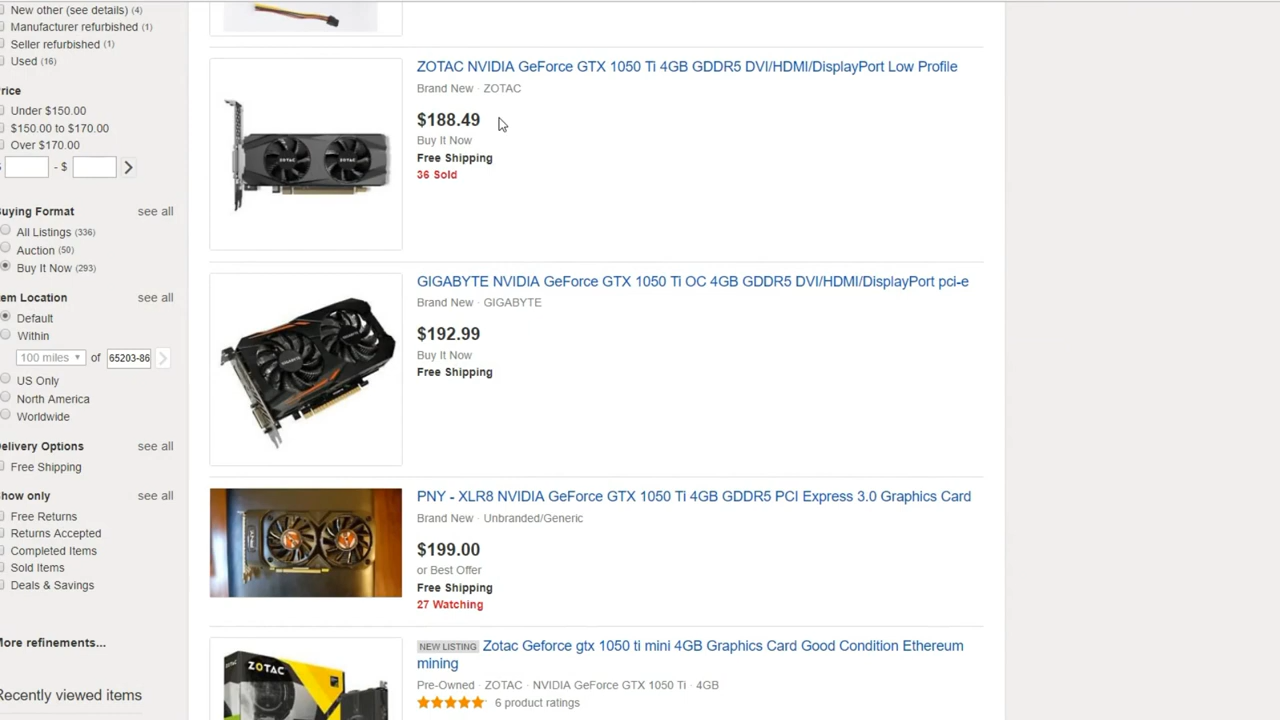 New other (see details) (4)
Manufacturer refurbished (1)
Seller refurbished (1)
Used (16)
rice
Under $150.00
$150.00 to $170.00
Over $170.00
- $
uying Format
see all
All Listings (336)
Auction (50)
Buy It Now (293)
tem Location
see all
Default
Within
100 miles ▼ of 65203-86
US Only
North America
Worldwide
elivery Options
see all
Free Shipping
how only
see all
Free Returns
Returns Accepted
Completed Items
Sold Items
Deals & Savings
ore refinements...
ecently viewed items
ZOTAC NVIDIA GeForce GTX 1050 Ti 4GB GDDR5 DVI/HDMI/DisplayPort Low Profile
Brand New · ZOTAC
$188.49
Buy It Now
Free Shipping
36 Sold
ZOTAC
ZOTAC
GIGABYTE NVIDIA GeForce GTX 1050 Ti OC 4GB GDDR5 DVI/HDMI/DisplayPort pci-e
Brand New · GIGABYTE
$192.99
Buy It Now
Free Shipping
PNY - XLR8 NVIDIA GeForce GTX 1050 Ti 4GB GDDR5 PCI Express 3.0 Graphics Card
Brand New · Unbranded/Generic
$199.00
or Best Offer
Free Shipping
27 Watching
NEW LISTING Zotac Geforce gtx 1050 ti mini 4GB Graphics Card Good Condition Ethereum
mining
Pre-Owned · ZOTAC · NVIDIA GeForce GTX 1050 Ti · 4GB
6 product ratings
ZOTAC